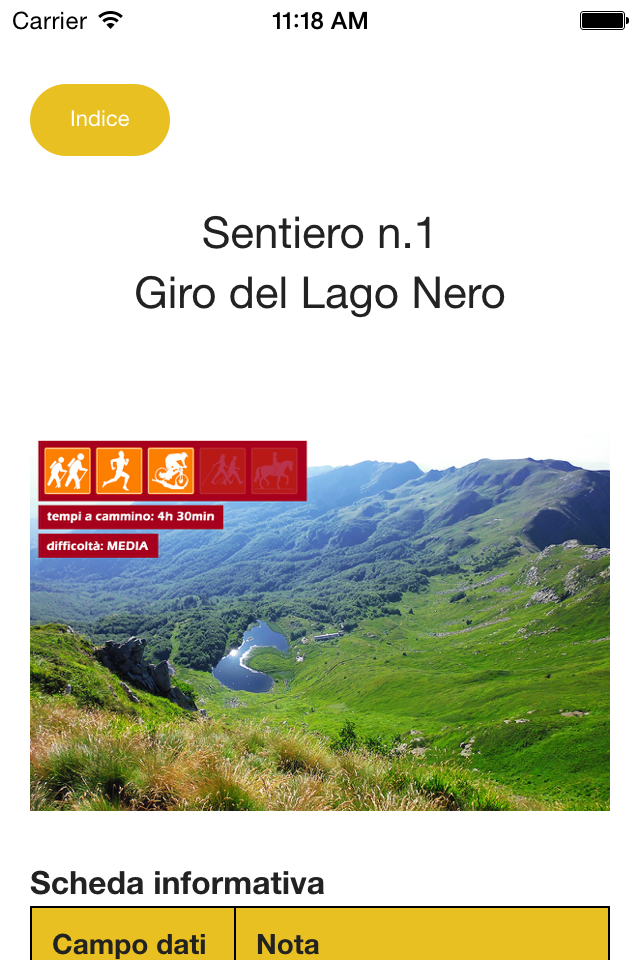 Carrier 11:18 AM
Indice
Sentiero n.1
Giro del Lago Nero
tempi a cammino: 4h 30min
difficoltà: MEDIA
Scheda informativa
Campo dati Nota